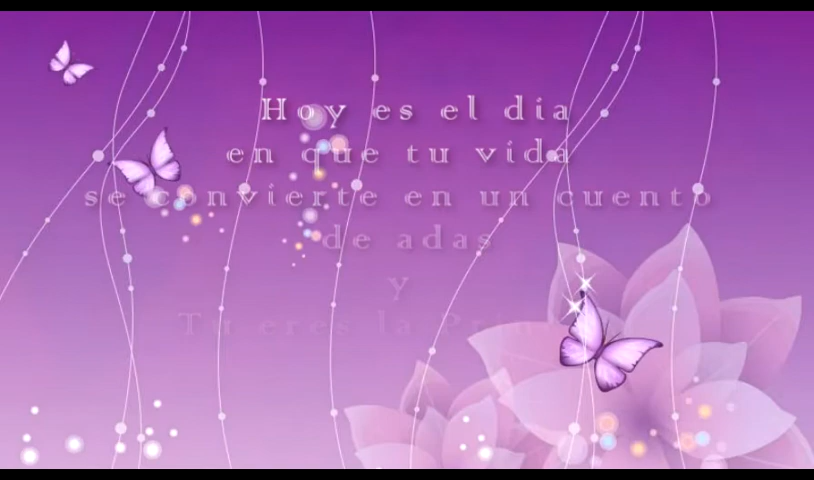 Hoy es el dia
en que tu vida
se convierte en un cuento
de adas
y
Tu eres la